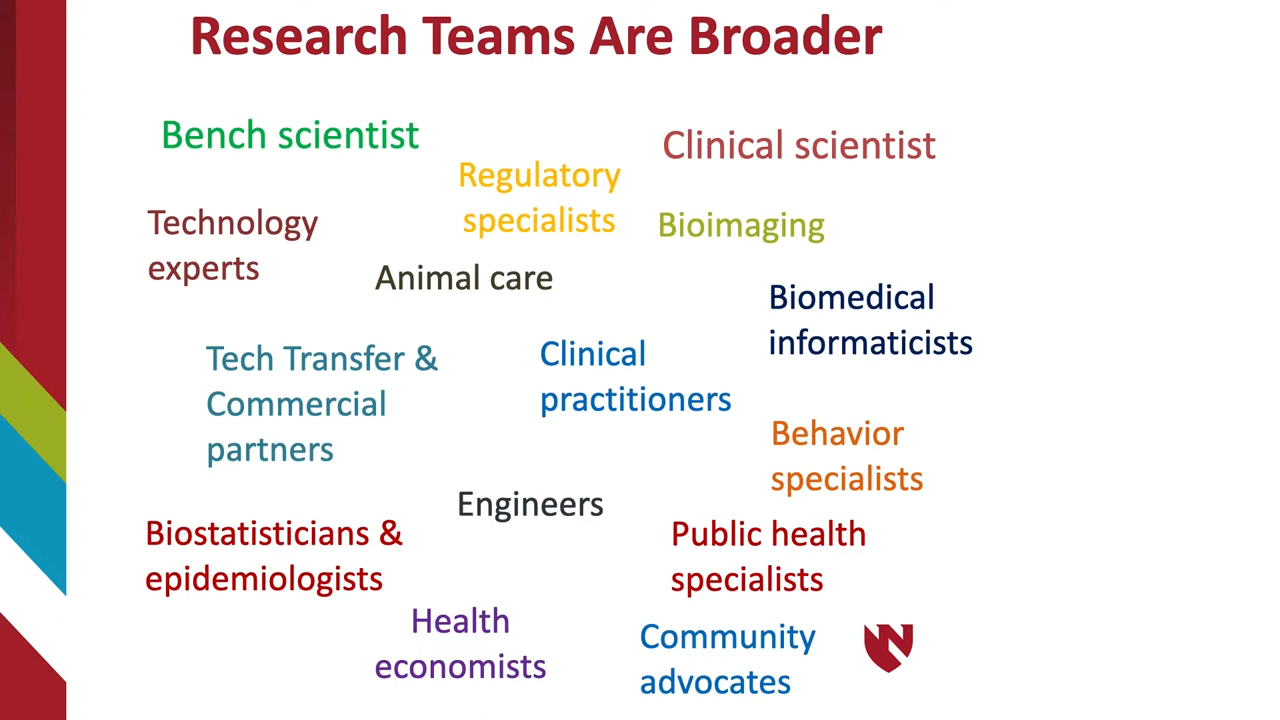 Research Teams Are Broader
Bench scientist
Clinical scientist
Regulatory
specialists
Technology
experts
Bioimaging
Animal care
Biomedical
informaticists
Tech Transfer &
Commercial
partners
Clinical
practitioners
Behavior
specialists
Engineers
Biostatisticians &
epidemiologists
Public health
specialists
Health
economists
Community
advocates